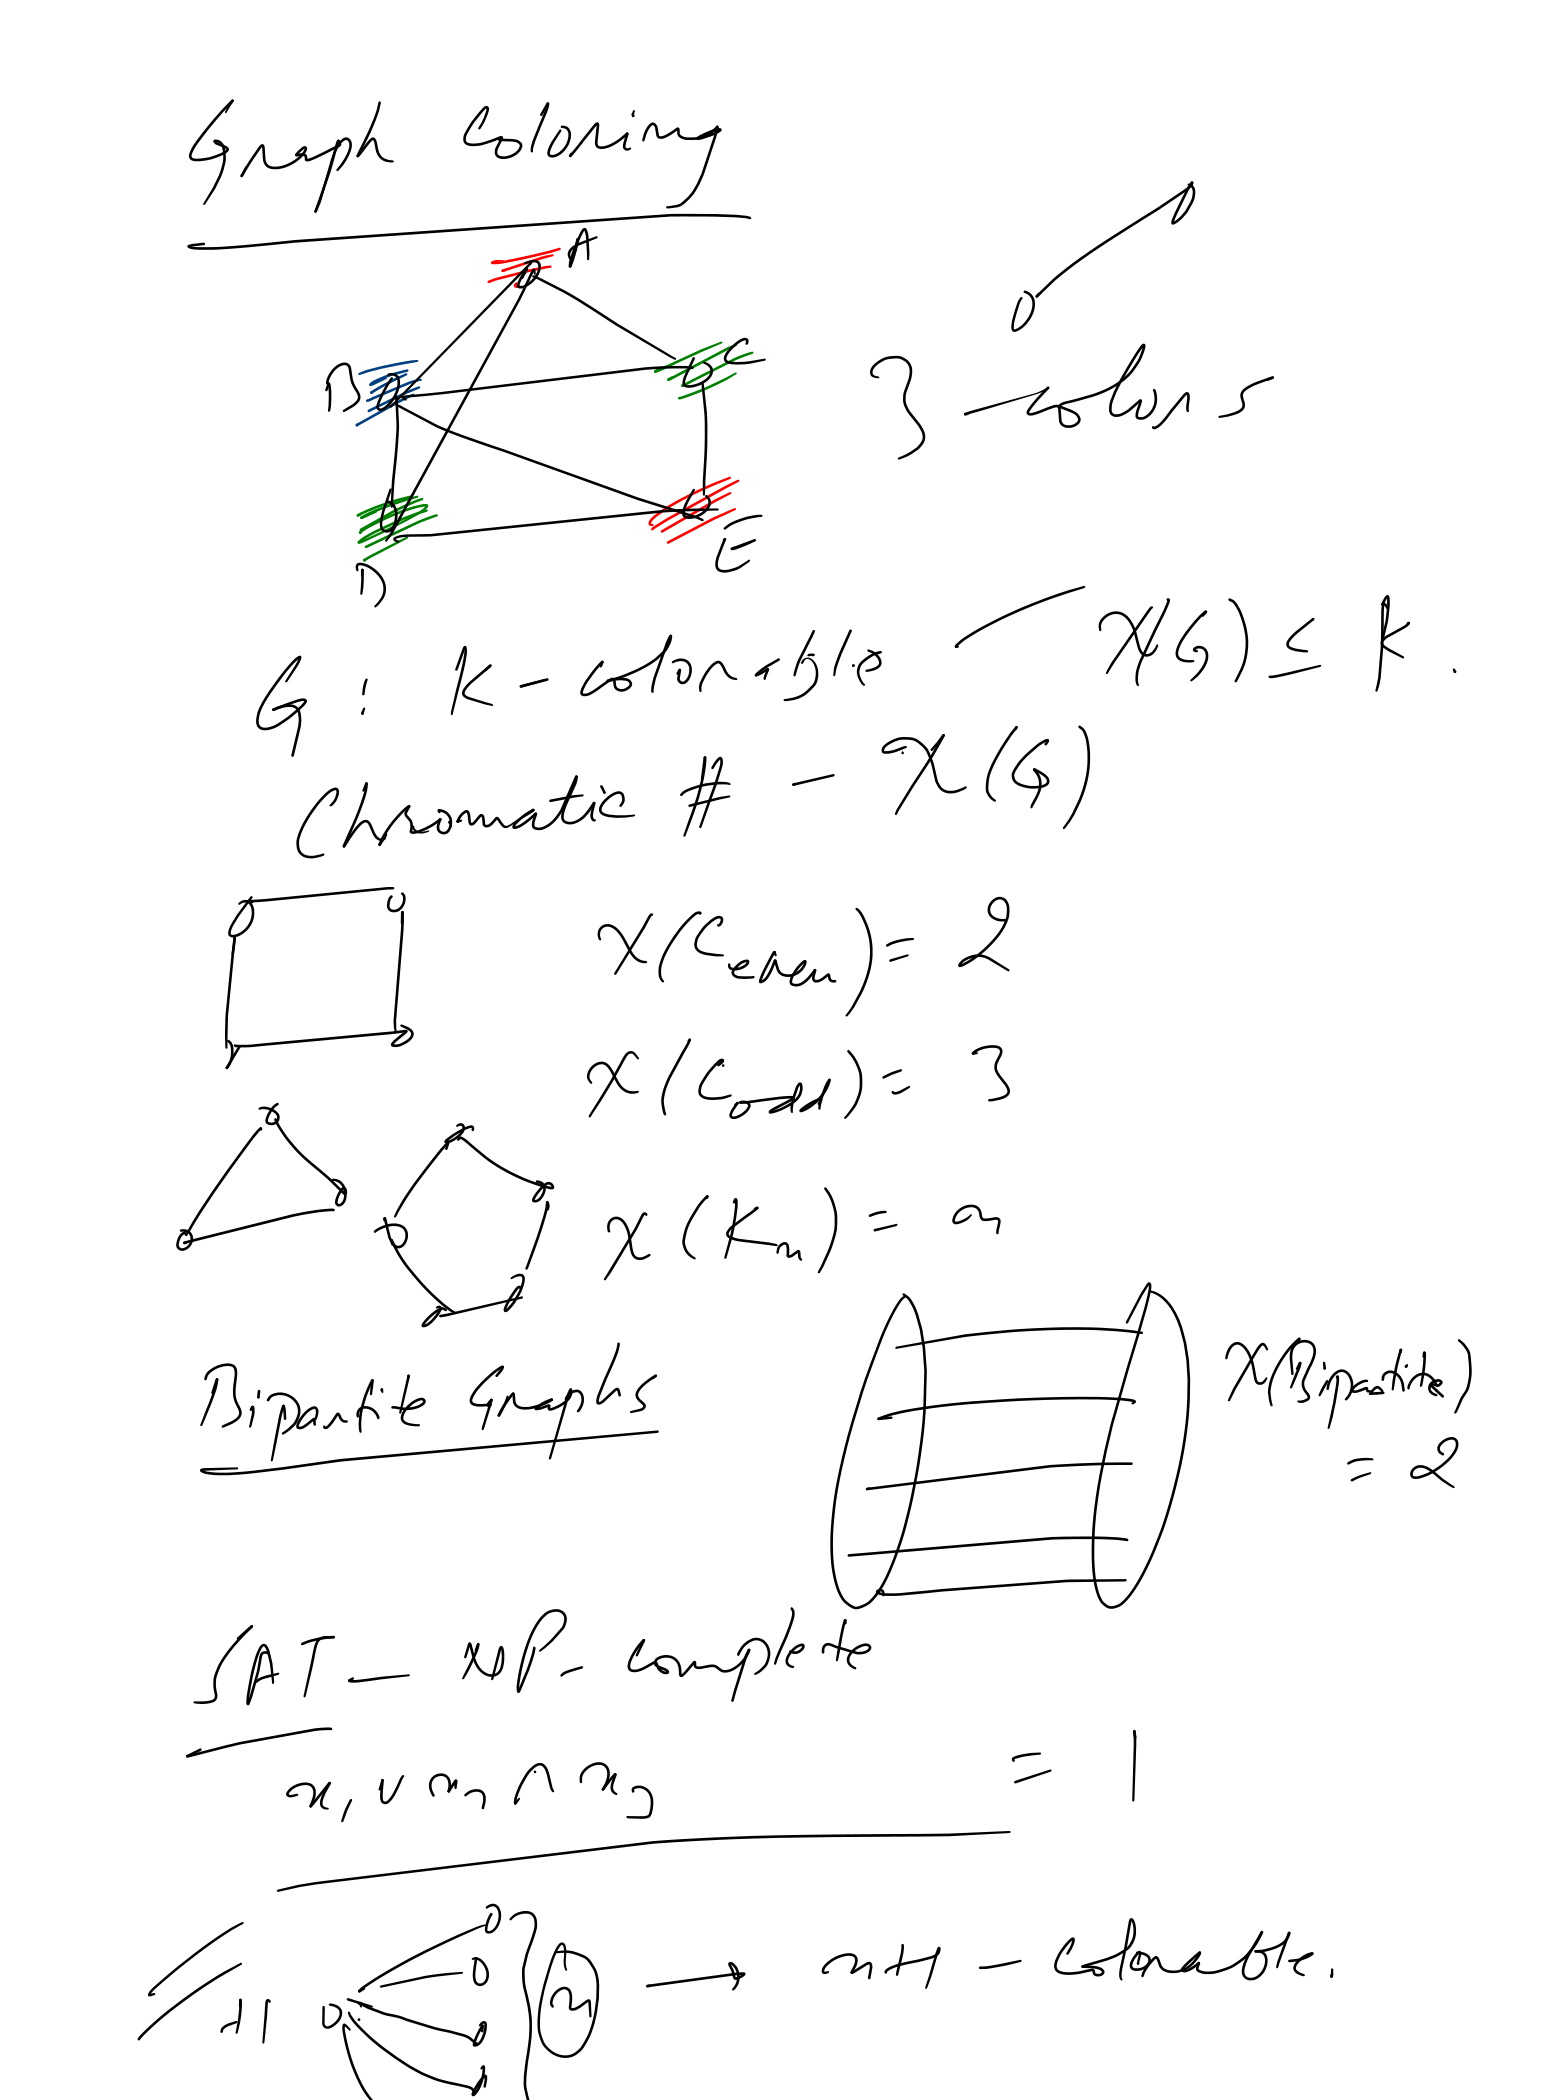 Graph Coloring
A
B
C
3 - colors
D
E
G : K - colorable — χ(G) ≤ k.
Chromatic # - χ(G)
χ(C_even) = 2
χ(C_odd) = 3
χ(K_n) = n
Bipartite Graphs
χ(Bipartite)
= 2
SAT - NP - complete
x₁ ∨ x₂ ∧ x₃ = 1
+1
n → n+1 - colorable.